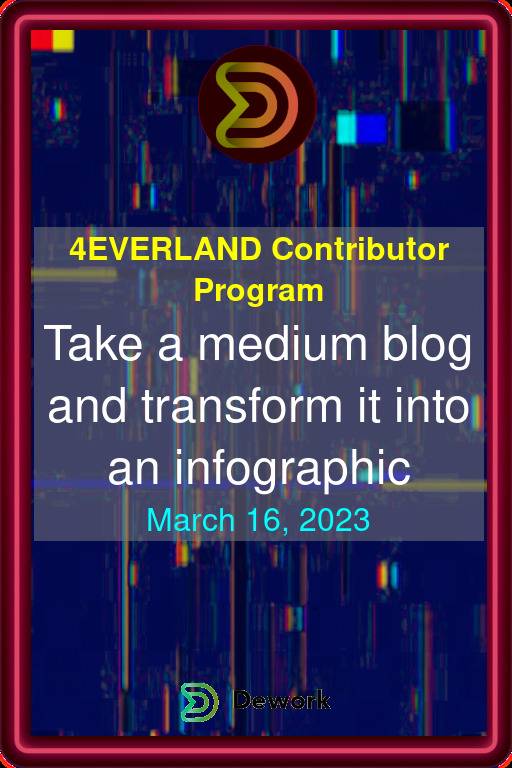 4EVERLAND Contributor
Program
Take a medium blog
and transform it into
an infographic
March 16, 2023
Dework